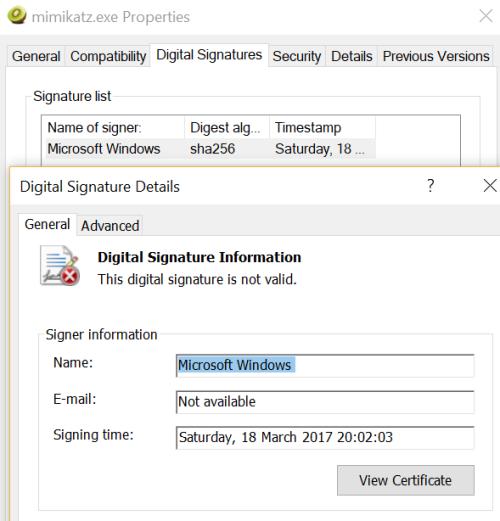 mimikatz.exe Properties
General Compatibility Digital Signatures Security Details Previous Versions
Signature list
Name of signer: Digest alg... Timestamp
Microsoft Windows sha256 Saturday, 18 ...
Digital Signature Details ?
General Advanced
Digital Signature Information
This digital signature is not valid.
Signer information
Name: Microsoft Windows
E-mail: Not available
Signing time: Saturday, 18 March 2017 20:02:03
View Certificate